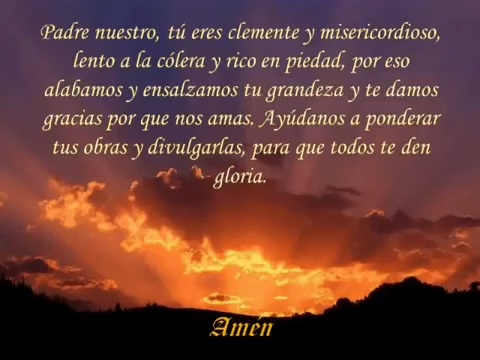 Padre nuestro, tú eres clemente y misericordioso,
lento a la cólera y rico en piedad, por eso
alabamos y ensalzamos tu grandeza y te damos
gracias por que nos amas. Ayúdanos a ponderar
tus obras y divulgarlas, para que todos te den
gloria.
Amén